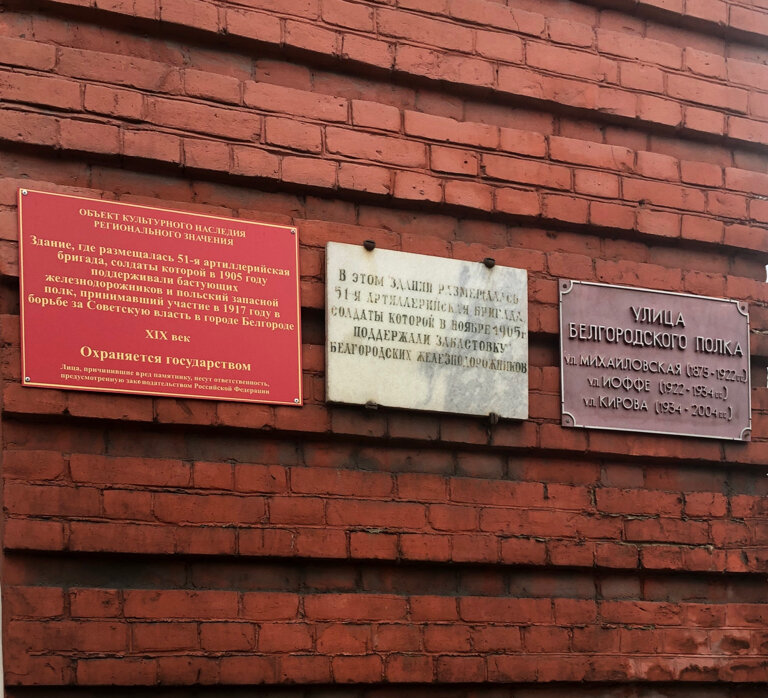 ОБЪЕКТ КУЛЬТУРНОГО НАСЛЕДИЯ
РЕГИОНАЛЬНОГО ЗНАЧЕНИЯ
Здание, где размещалась 51-я артиллерийская
бригада, солдаты которой в 1905 году
поддерживали бастующих
железнодорожников и польский запасной
полк, принимавший участие в 1917 году в
борьбе за Советскую власть в городе Белгороде
XIX век
Охраняется государством
Лица, причинившие вред памятнику, несут ответственность,
предусмотренную законодательством Российской Федерации
В ЭТОМ ЗДАНИИ РАЗМЕЩАЛАСЬ
51-Я АРТИЛЛЕРИЙСКАЯ БРИГАДА,
СОЛДАТЫ КОТОРОЙ В НОЯБРЕ 1905г
ПОДДЕРЖАЛИ ЗАБАСТОВКУ
БЕЛГОРОДСКИХ ЖЕЛЕЗНОДОРОЖНИКОВ
УЛИЦА
БЕЛГОРОДСКОГО ПОЛКА
УЛ. МИХАЙЛОВСКАЯ (1875 - 1922 гг.)
УЛ. ИОФФЕ (1922 - 1934 гг.)
УЛ. КИРОВА (1934 - 2004 гг.)